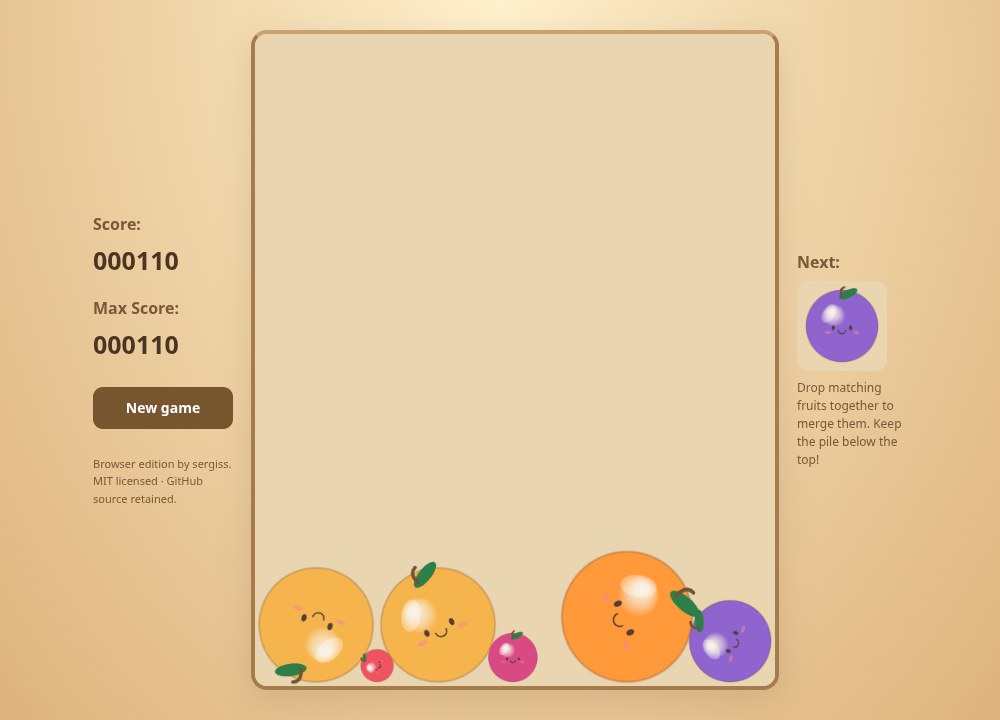 Score:
000110
Max Score:
000110
New game
Browser edition by sergiss.
MIT licensed · GitHub
source retained.
Next:
Drop matching
fruits together to
merge them. Keep
the pile below the
top!